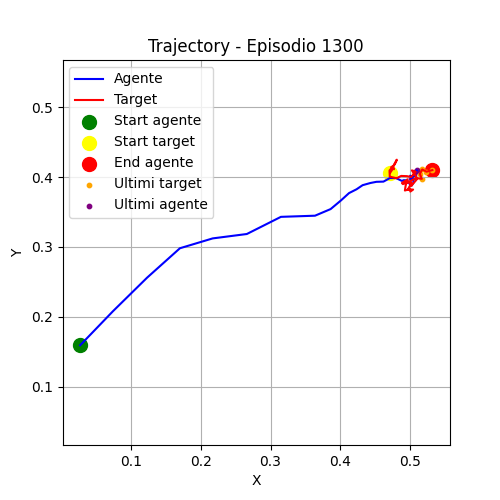 Trajectory - Episodio 1300
Agente
Target
Start agente
Start target
End agente
Ultimi target
Ultimi agente
Y
0.5
0.4
0.3
0.2
0.1
0.1
0.2
0.3
0.4
0.5
X